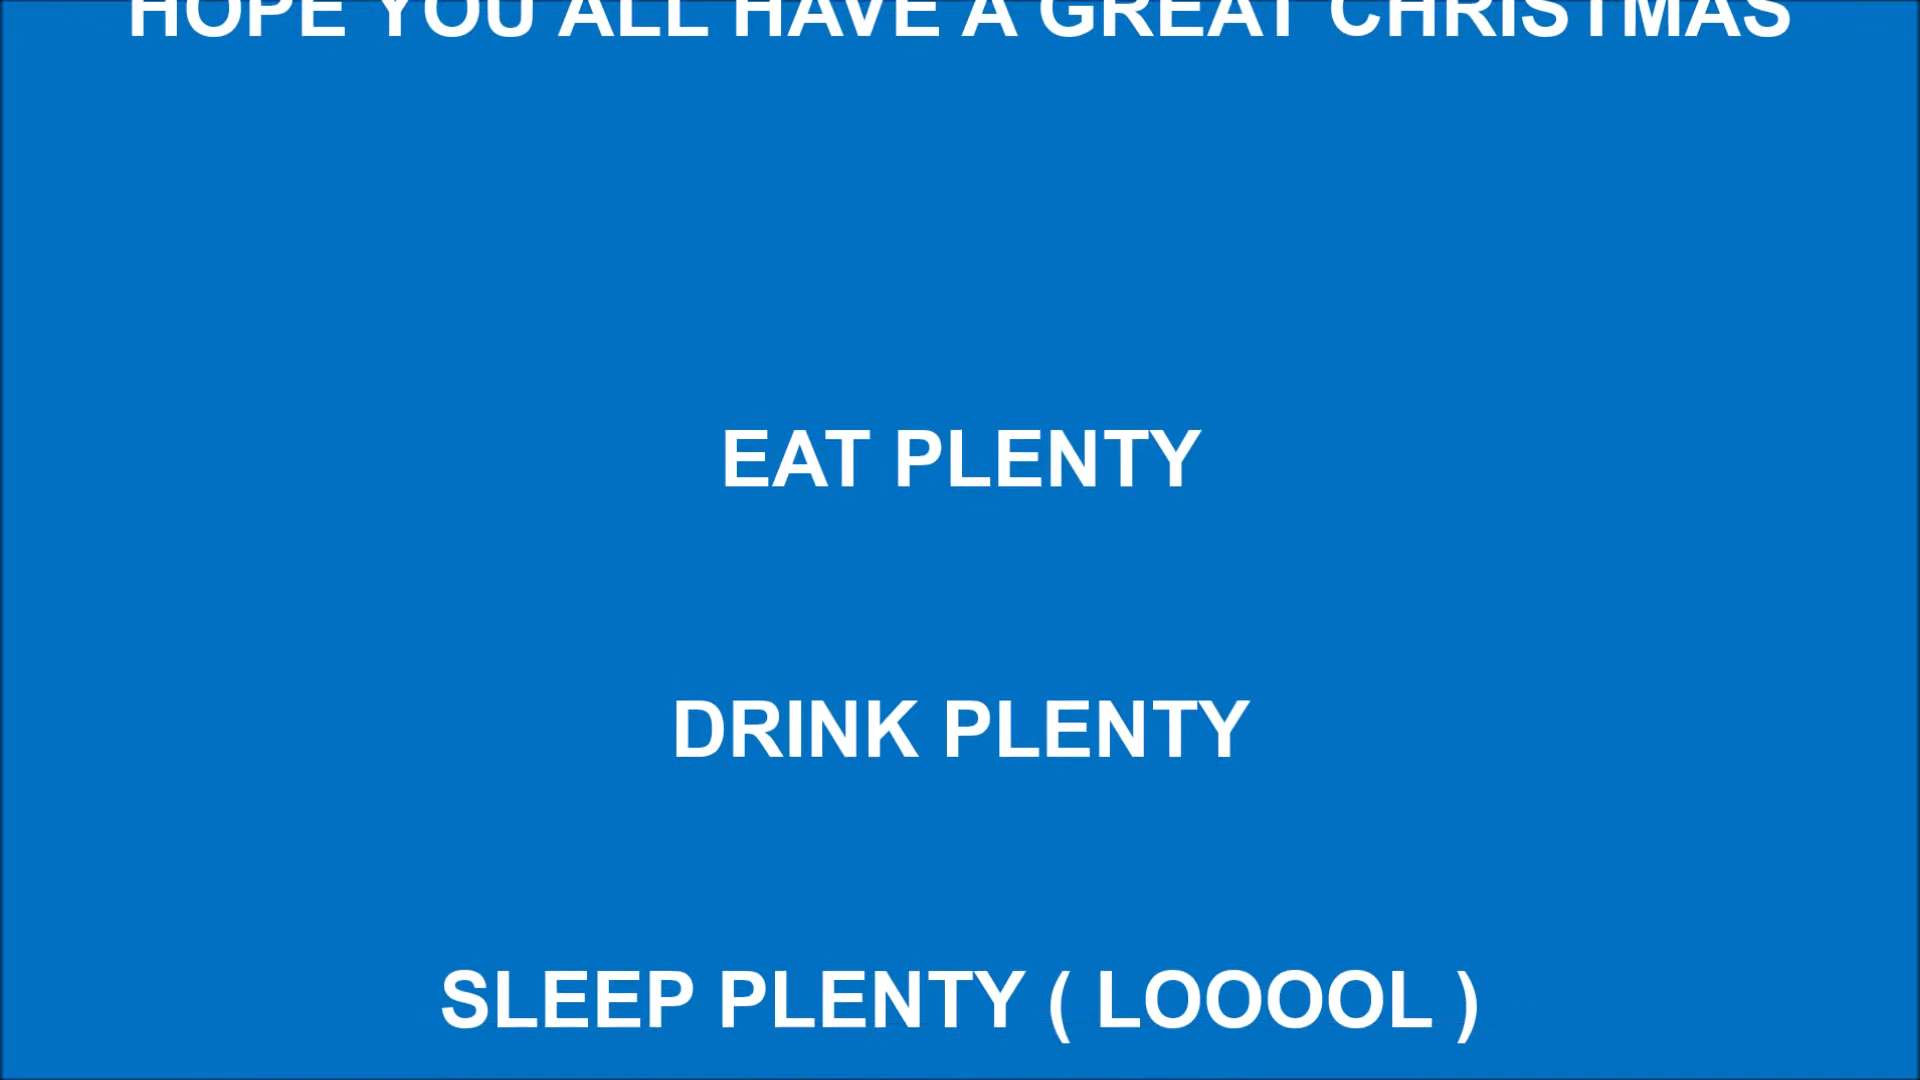 HOPE YOU ALL HAVE A GREAT CHRISTMAS
EAT PLENTY
DRINK PLENTY
SLEEP PLENTY ( LOOOOL )